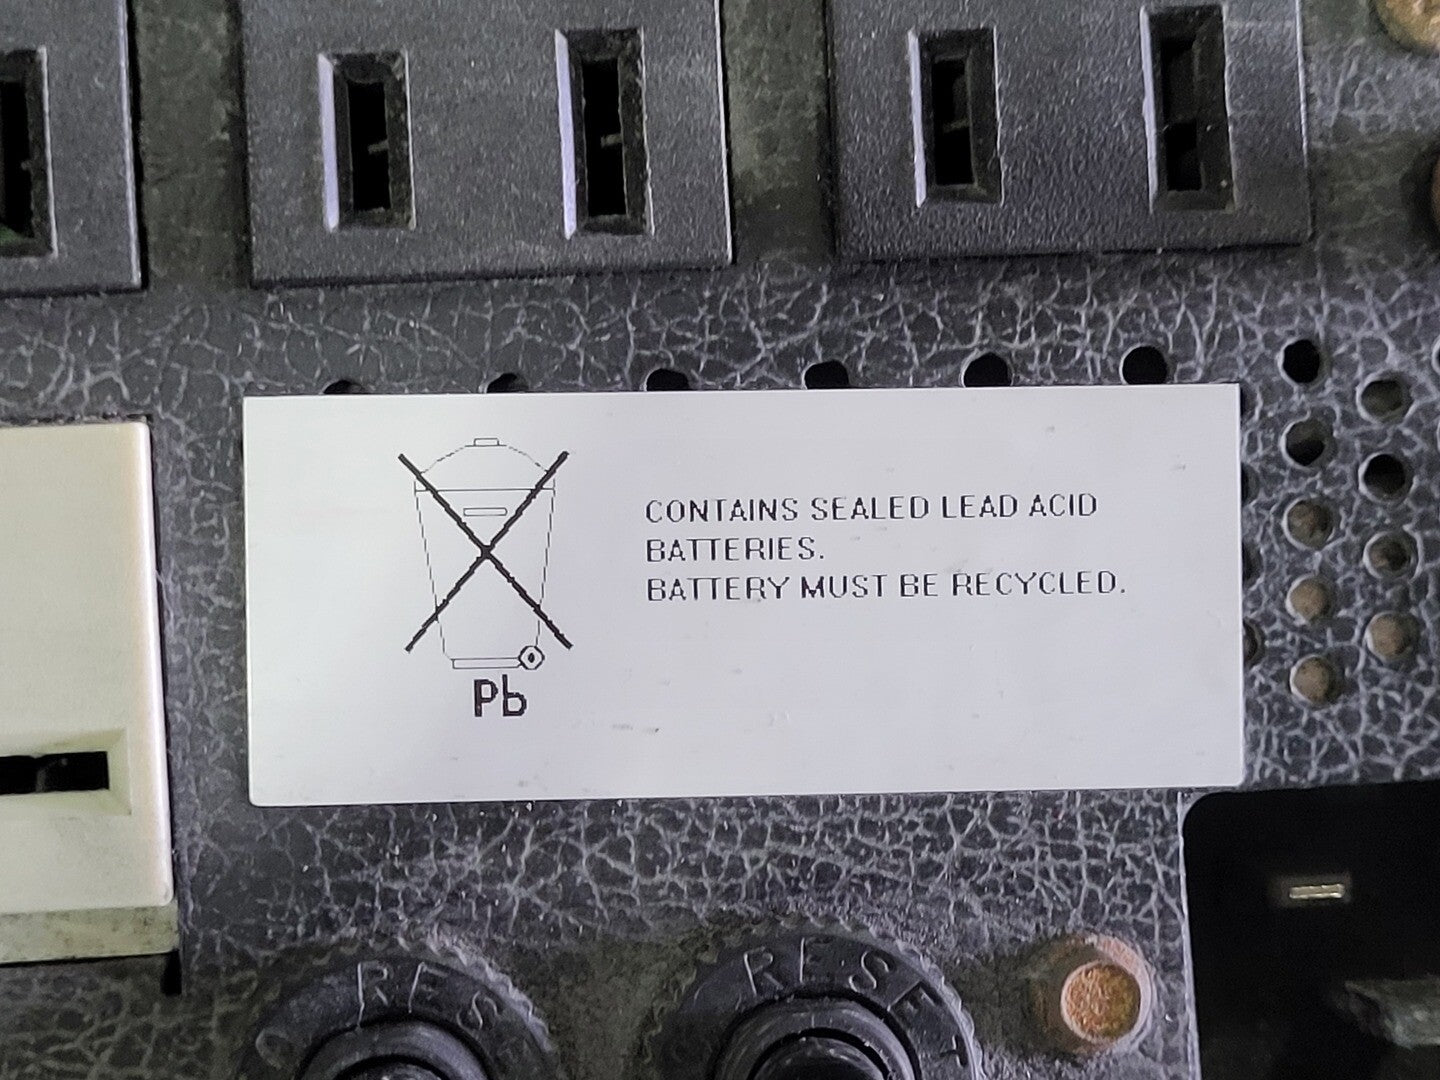 CONTAINS SEALED LEAD ACID
BATTERIES.
BATTERY MUST BE RECYCLED.
Pb
RESET
RESET